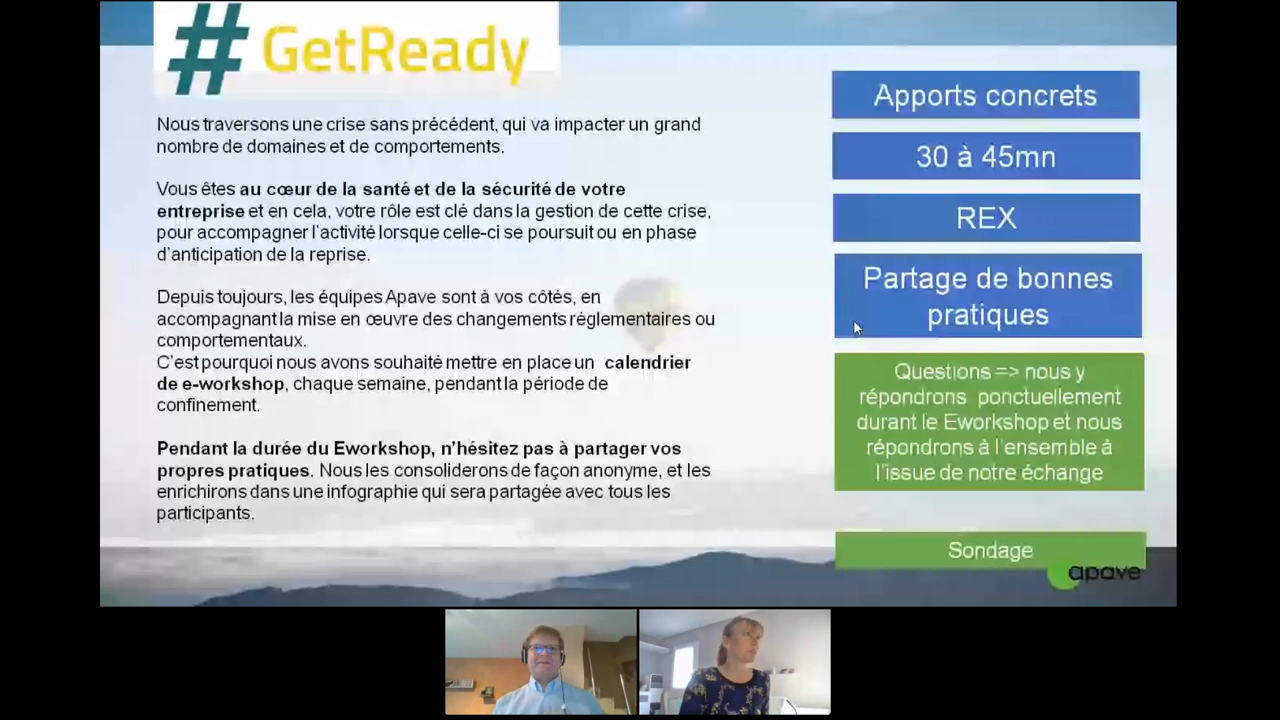 #GetReady
Nous traversons une crise sans précédent, qui va impacter un grand
nombre de domaines et de comportements.
Vous êtes au cœur de la santé et de la sécurité de votre
entreprise et en cela, votre rôle est clé dans la gestion de cette crise,
pour accompagner l'activité lorsque celle-ci se poursuit ou en phase
d'anticipation de la reprise.
Depuis toujours, les équipes Apave sont à vos côtés, en
accompagnant la mise en œuvre des changements réglementaires ou
comportementaux.
C'est pourquoi nous avons souhaité mettre en place un calendrier
de e-workshop, chaque semaine, pendant la période de
confinement.
Pendant la durée du Eworkshop, n'hésitez pas à partager vos
propres pratiques. Nous les consoliderons de façon anonyme, et les
enrichirons dans une infographie qui sera partagée avec tous les
participants.
Apports concrets
30 à 45mn
REX
Partage de bonnes
pratiques
Questions => nous y
répondrons ponctuellement
durant le Eworkshop et nous
répondrons à l'ensemble à
l'issue de notre échange
Sondage
apave